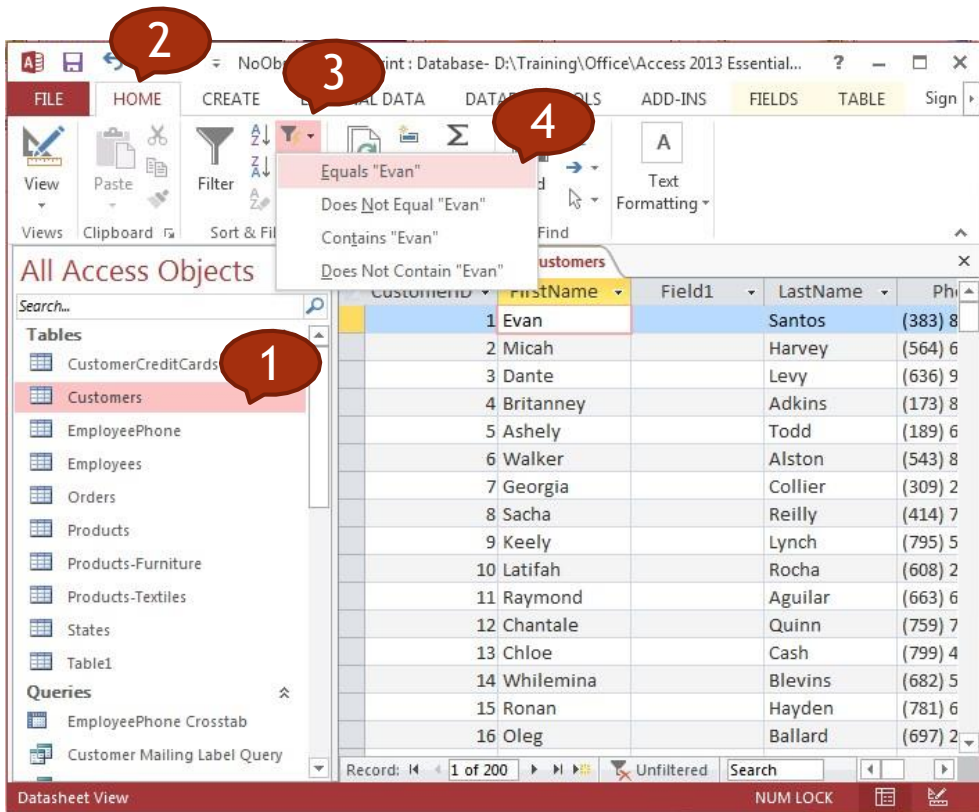 2
NoOb 3 int : Database- D:\Training\Office\Access 2013 Essential... ?
FILE HOME CREATE DATA ADD-INS FIELDS TABLE Sign
4
View Paste Filter A Text Formatting
Equals "Evan"
Does Not Equal "Evan"
Contains "Evan"
Does Not Contain "Evan"
Views Clipboard Sort & Fil Find
All Access Objects
ustomers
Search...
CustomerID FirstName Field1 LastName Ph
Tables
CustomerCreditCards
1
Customers
EmployeePhone
Employees
Orders
Products
Products-Furniture
Products-Textiles
States
Table1
Queries
EmployeePhone Crosstab
Customer Mailing Label Query
1 Evan Santos (383) 8
2 Micah Harvey (564) 6
3 Dante Levy (636) 9
4 Britanney Adkins (173) 8
5 Ashely Todd (189) 6
6 Walker Alston (543) 8
7 Georgia Collier (309) 2
8 Sacha Reilly (414) 7
9 Keely Lynch (795) 5
10 Latifah Rocha (608) 2
11 Raymond Aguilar (663) 6
12 Chantale Quinn (759) 7
13 Chloe Cash (799) 4
14 Whilemina Blevins (682) 5
15 Ronan Hayden (781) 6
16 Oleg Ballard (697) 2
Record: 1 of 200 Unfiltered Search
Datasheet View NUM LOCK